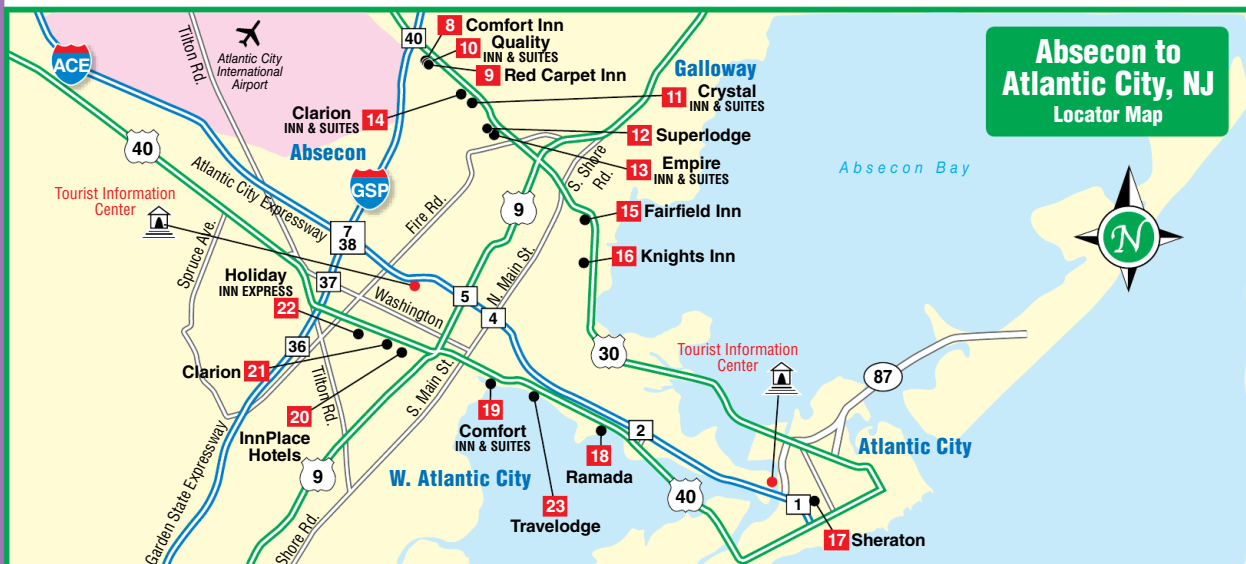 Absecon to
Atlantic City, NJ
Locator Map
ACE
Tilton Rd.
Atlantic City
International
Airport
40
8 Comfort Inn
10 Quality
INN & SUITES
9 Red Carpet Inn
Galloway
11 Crystal
INN & SUITES
Clarion
INN & SUITES 14
12 Superlodge
13 Empire
INN & SUITES
Absecon
40
GSP
Absecon Bay
S. Shore
Rd.
Atlantic City Expressway
Tourist Information
Center
Fire Rd.
9
15 Fairfield Inn
N
7
38
Spruce Ave.
16 Knights Inn
N. Main St.
Holiday
INN EXPRESS
22
37
Washington
5
4
36
30
Tourist Information
Center
87
Clarion 21
Tilton Rd.
S. Main St.
20
InnPlace
Hotels
19
Comfort
INN & SUITES
2
18
Ramada
Atlantic City
9
W. Atlantic City
40
23
Travelodge
1
17 Sheraton
Garden State Expressway
Shore Rd.